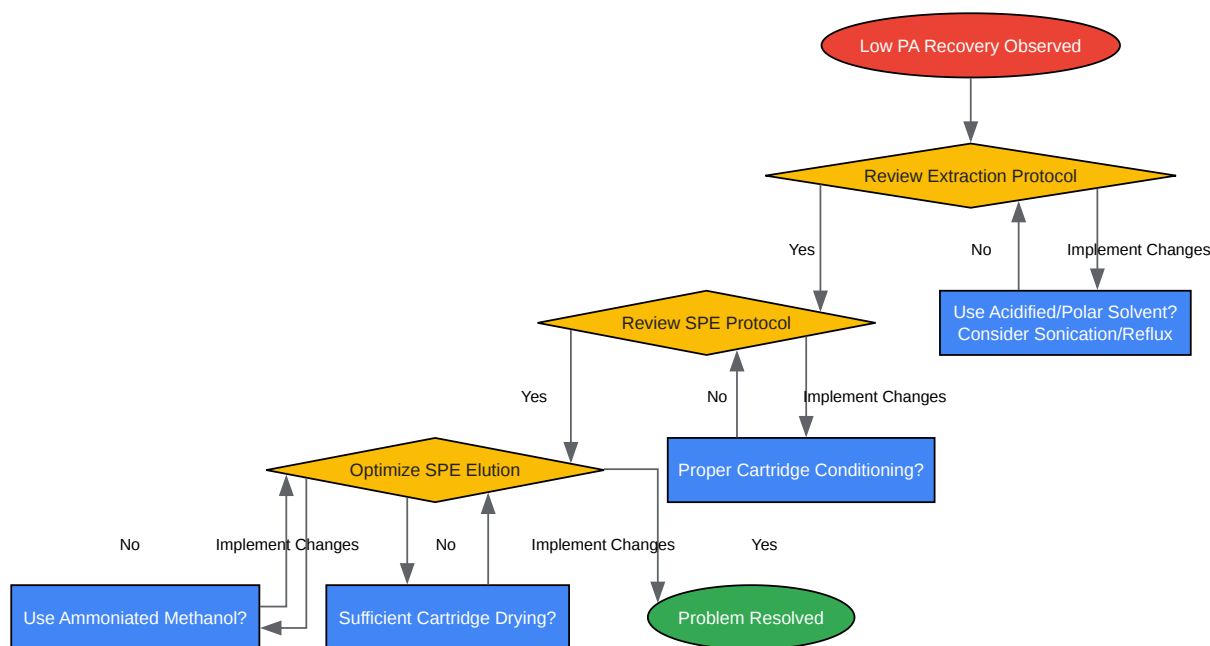 Low PA Recovery Observed
Review Extraction Protocol
Yes
No
Implement Changes
Use Acidified/Polar Solvent?
Consider Sonication/Reflux
Review SPE Protocol
Yes
No
Implement Changes
Proper Cartridge Conditioning?
Optimize SPE Elution
No
Implement Changes
No
Implement Changes
Yes
Use Ammoniated Methanol?
Sufficient Cartridge Drying?
Problem Resolved